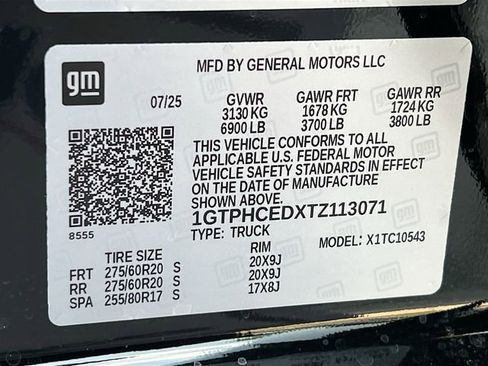 gm
MFD BY GENERAL MOTORS LLC
07/25 GVWR GAWR FRT GAWR RR
3130 KG 1678 KG 1724 KG
6900 LB 3700 LB 3800 LB
THIS VEHICLE CONFORMS TO ALL
APPLICABLE U.S. FEDERAL MOTOR
VEHICLE SAFETY STANDARDS IN EFFECT
ON THE DATE OF MANUFACTURE
SHOWN ABOVE.
8555
1GTPHCEDXTZ113071
TYPE: TRUCK MODEL: X1TC10543
TIRE SIZE RIM
FRT 275/60R20 S 20X9J
RR 275/60R20 S 20X9J
SPA 255/80R17 S 17X8J